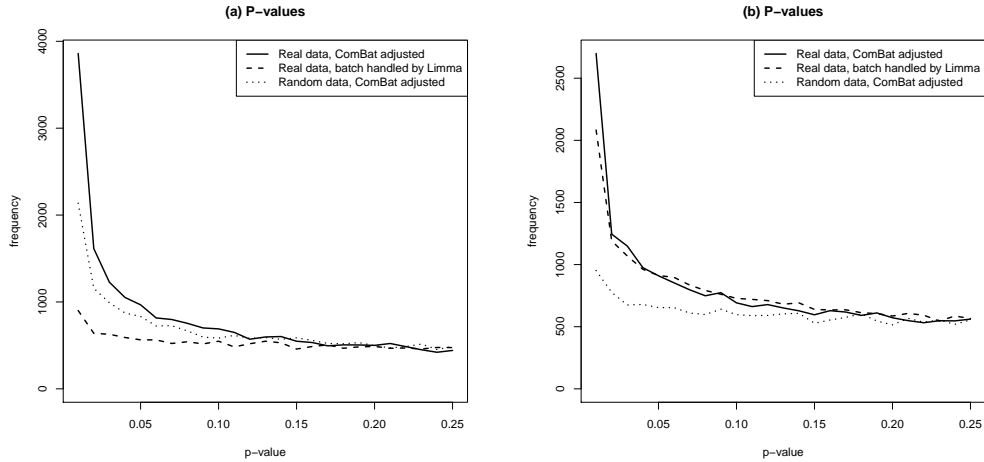 (a) P−values
4000
3000
2000
1000
0
frequency
Real data, ComBat adjusted
Real data, batch handled by Limma
Random data, ComBat adjusted
0.05 0.10 0.15 0.20 0.25
p−value
(b) P−values
2500
2000
1500
1000
500
0
frequency
Real data, ComBat adjusted
Real data, batch handled by Limma
Random data, ComBat adjusted
0.05 0.10 0.15 0.20 0.25
p−value